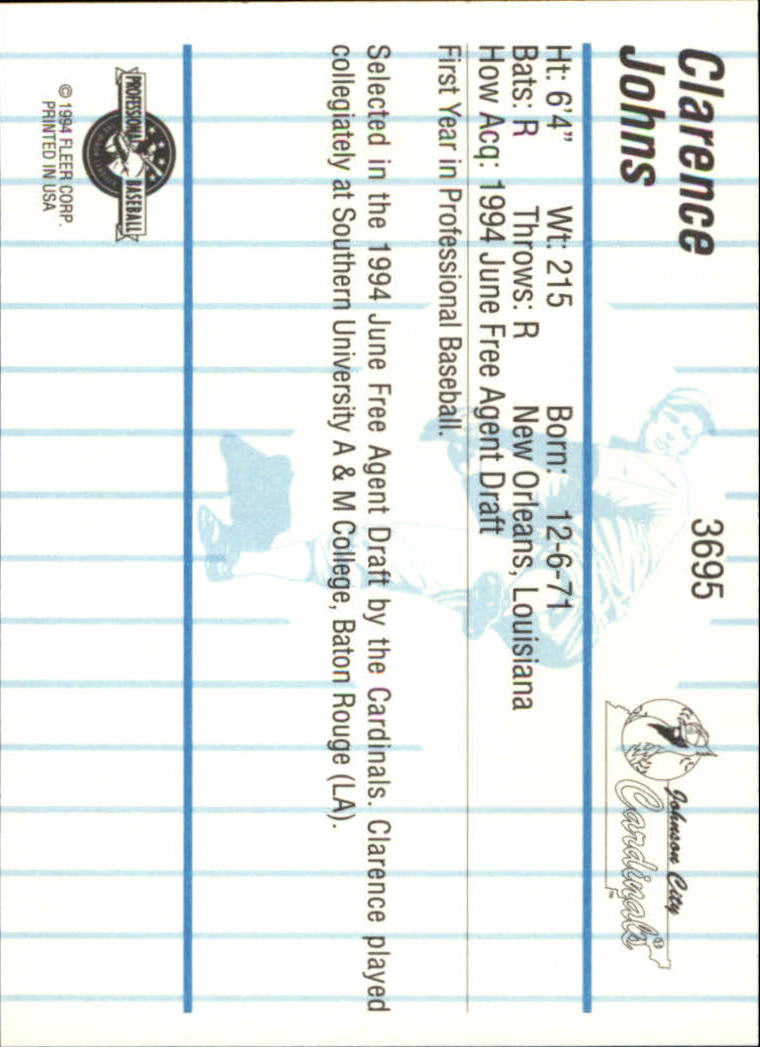 Clarence
Johns
3695
Johnson City
Cardinals
Ht: 6'4" Wt: 215 Born: 12-6-71
Bats: R Throws: R New Orleans, Louisiana
How Acq: 1994 June Free Agent Draft
First Year in Professional Baseball.
Selected in the 1994 June Free Agent Draft by the Cardinals. Clarence played
collegiately at Southern University A & M College, Baton Rouge (LA).
PROFESSIONAL BASEBALL
© 1994 FLEER CORP.
PRINTED IN USA